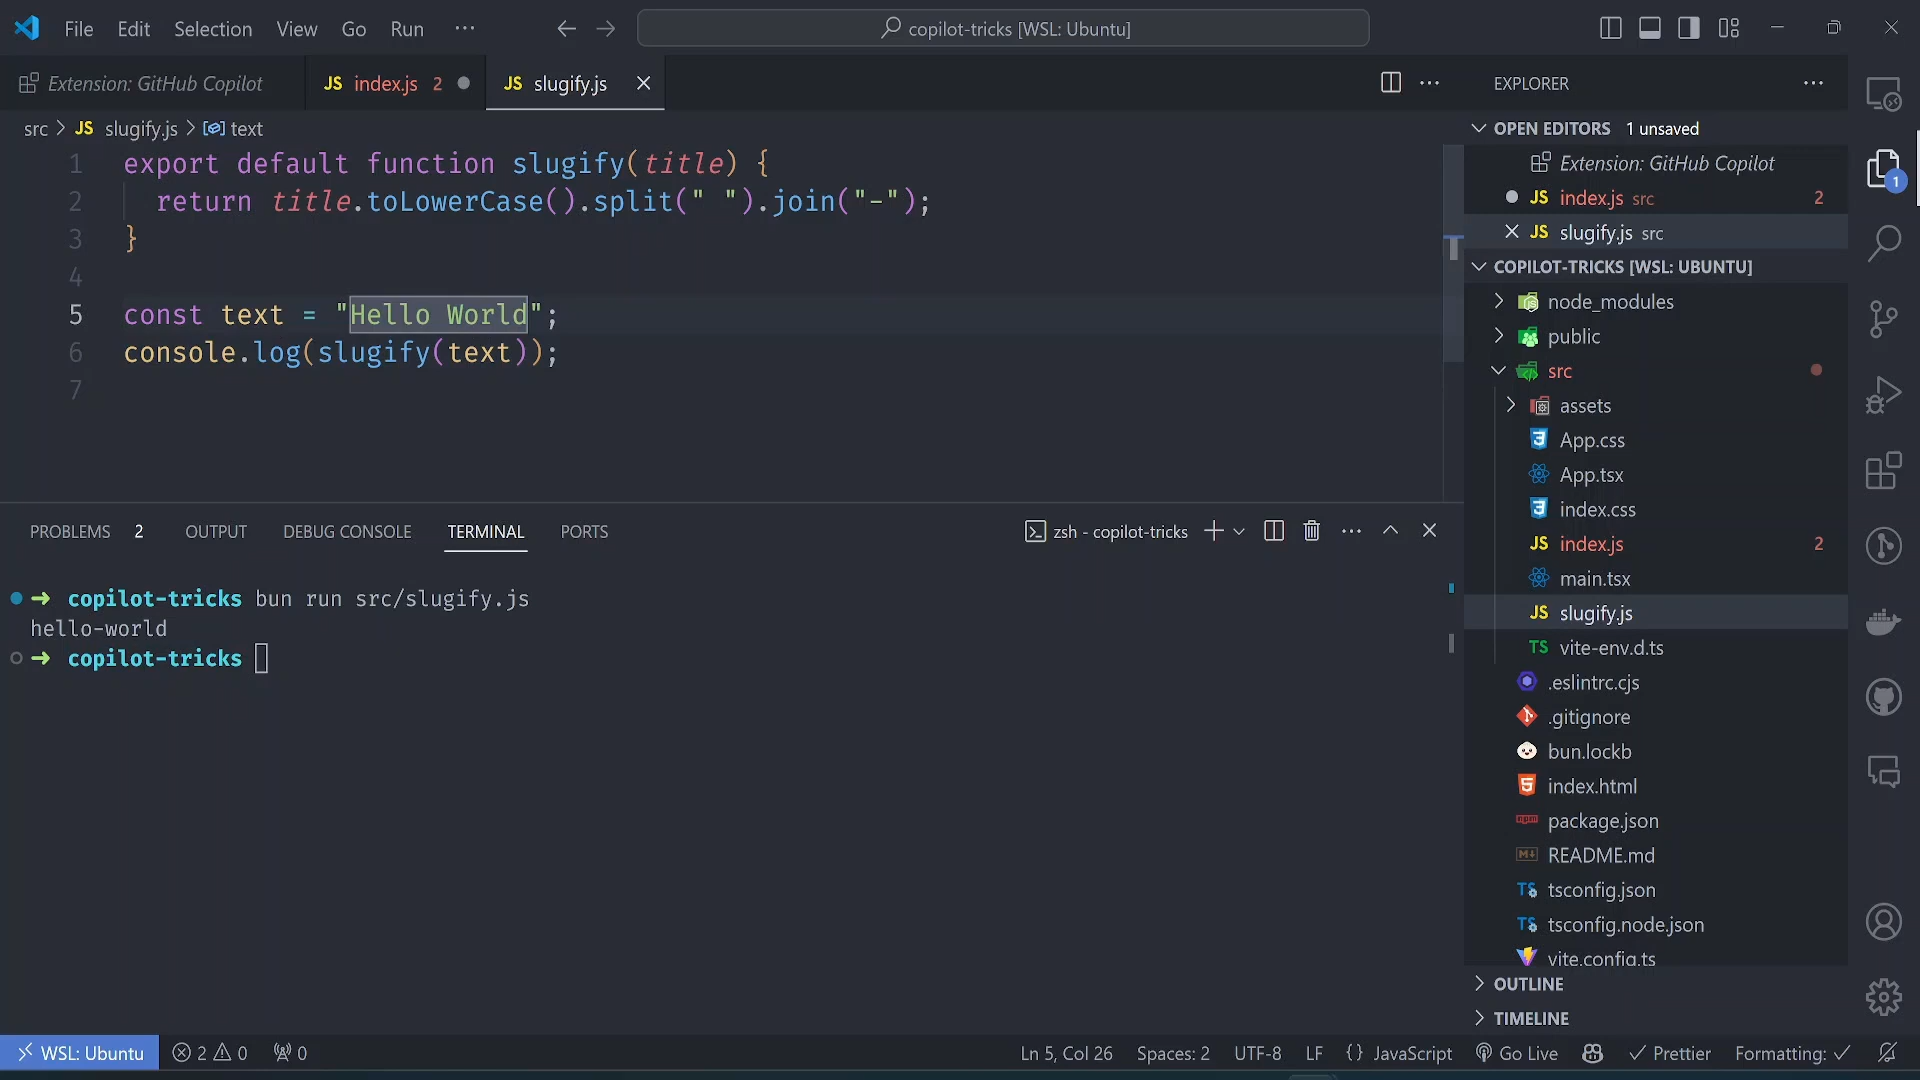 File Edit Selection View Go Run ···
copilot-tricks [WSL: Ubuntu]
Extension: GitHub Copilot
JS index.js 2
JS slugify.js
src > JS slugify.js > text
1 export default function slugify(title) {
2 return title.toLowerCase().split(" ").join("-");
3 }
4
5 const text = "Hello World";
6 console.log(slugify(text));
7
PROBLEMS 2 OUTPUT DEBUG CONSOLE TERMINAL PORTS
zsh - copilot-tricks
➜ copilot-tricks bun run src/slugify.js
hello-world
➜ copilot-tricks
EXPLORER
OPEN EDITORS 1 unsaved
Extension: GitHub Copilot
JS index.js src 2
JS slugify.js src
COPILOT-TRICKS [WSL: UBUNTU]
node_modules
public
src
assets
App.css
App.tsx
index.css
JS index.js 2
main.tsx
JS slugify.js
TS vite-env.d.ts
.eslintrc.cjs
.gitignore
bun.lockb
index.html
package.json
README.md
TS tsconfig.json
TS tsconfig.node.json
vite.config.ts
OUTLINE
TIMELINE
1
WSL: Ubuntu 2 0 0
Ln 5, Col 26 Spaces: 2 UTF-8 LF {} JavaScript Go Live Prettier Formatting: ✓